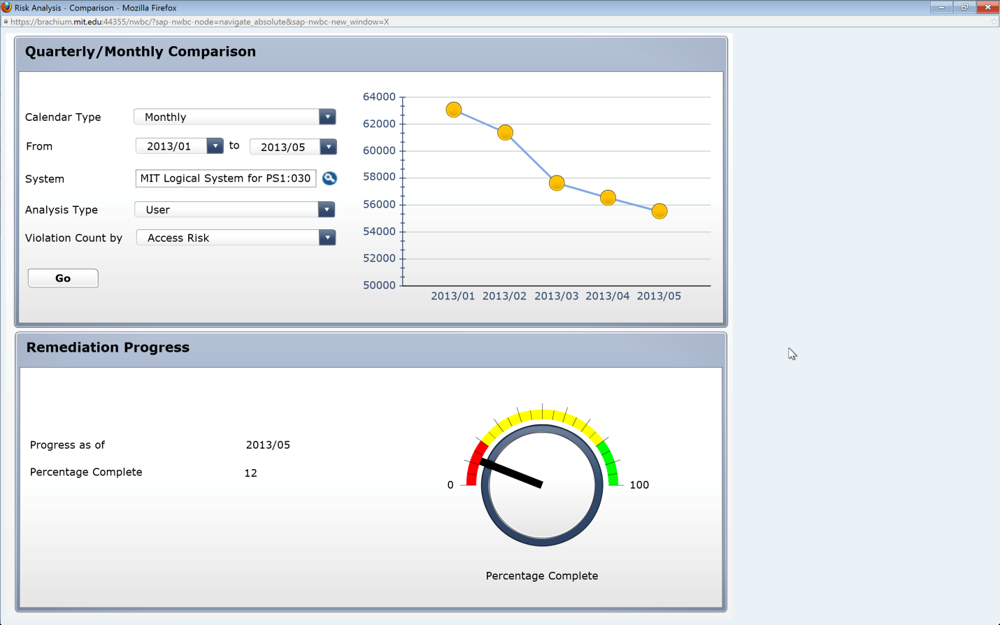 Risk Analysis - Comparison - Mozilla Firefox
https://brachium.mit.edu:44355/nwbc/?sap-nwbc-node=navigate_absolute&sap-nwbc-new_window=X
Quarterly/Monthly Comparison
Calendar Type Monthly
From 2013/01 to 2013/05
System MIT Logical System for PS1:030
Analysis Type User
Violation Count by Access Risk
Go
64000
62000
60000
58000
56000
54000
52000
50000
2013/01 2013/02 2013/03 2013/04 2013/05
Remediation Progress
Progress as of 2013/05
Percentage Complete 12
0 100
Percentage Complete